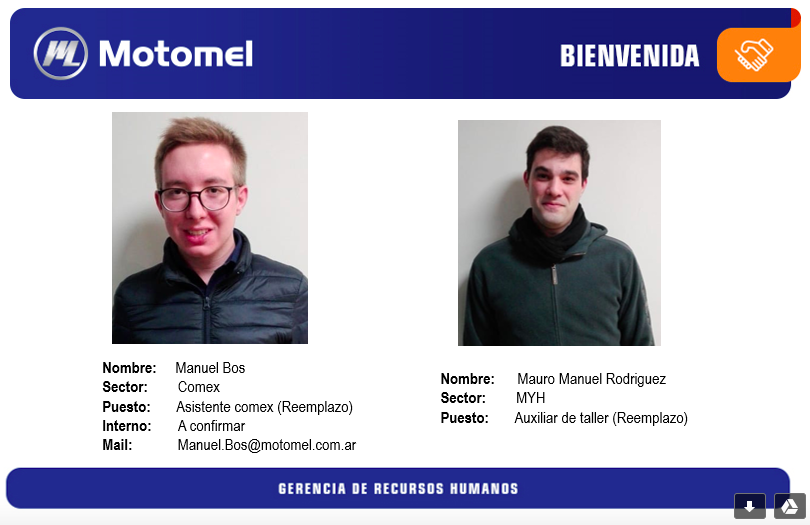 Motomel
BIENVENIDA
Nombre: Manuel Bos
Sector: Comex
Puesto: Asistente comex (Reemplazo)
Interno: A confirmar
Mail: Manuel.Bos@motomel.com.ar
Nombre: Mauro Manuel Rodriguez
Sector: MYH
Puesto: Auxiliar de taller (Reemplazo)
GERENCIA DE RECURSOS HUMANOS